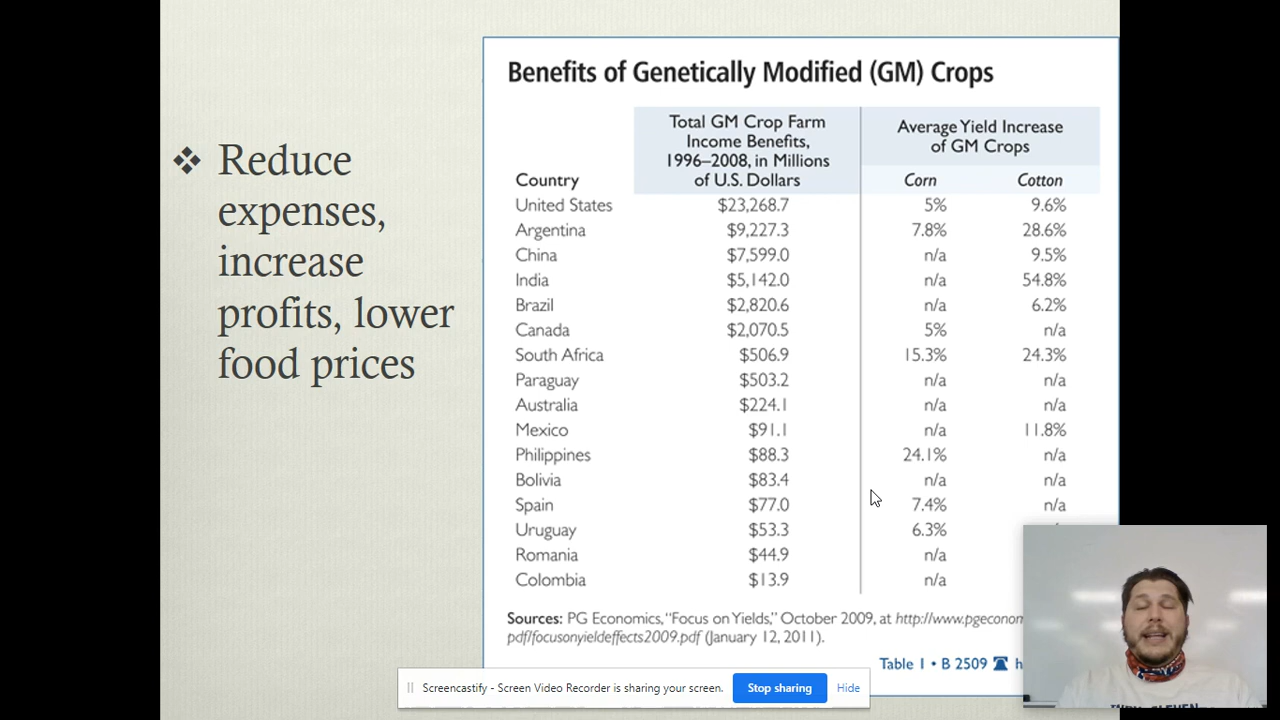 ❖ Reduce
expenses,
increase
profits, lower
food prices
Benefits of Genetically Modified (GM) Crops
Total GM Crop Farm
Income Benefits,
1996–2008, in Millions
of U.S. Dollars
Average Yield Increase
of GM Crops
Country Corn Cotton
United States $23,268.7 5% 9.6%
Argentina $9,227.3 7.8% 28.6%
China $7,599.0 n/a 9.5%
India $5,142.0 n/a 54.8%
Brazil $2,820.6 n/a 6.2%
Canada $2,070.5 5% n/a
South Africa $506.9 15.3% 24.3%
Paraguay $503.2 n/a n/a
Australia $224.1 n/a n/a
Mexico $91.1 n/a 11.8%
Philippines $88.3 24.1% n/a
Bolivia $83.4 n/a n/a
Spain $77.0 7.4% n/a
Uruguay $53.3 6.3%
Romania $44.9 n/a
Colombia $13.9 n/a
Sources: PG Economics, “Focus on Yields,” October 2009, at http://www.pgeconom
pdf/focusonyieldeffects2009.pdf (January 12, 2011).
Table 1 • B 2509 h
Screencastify - Screen Video Recorder is sharing your screen. Stop sharing Hide